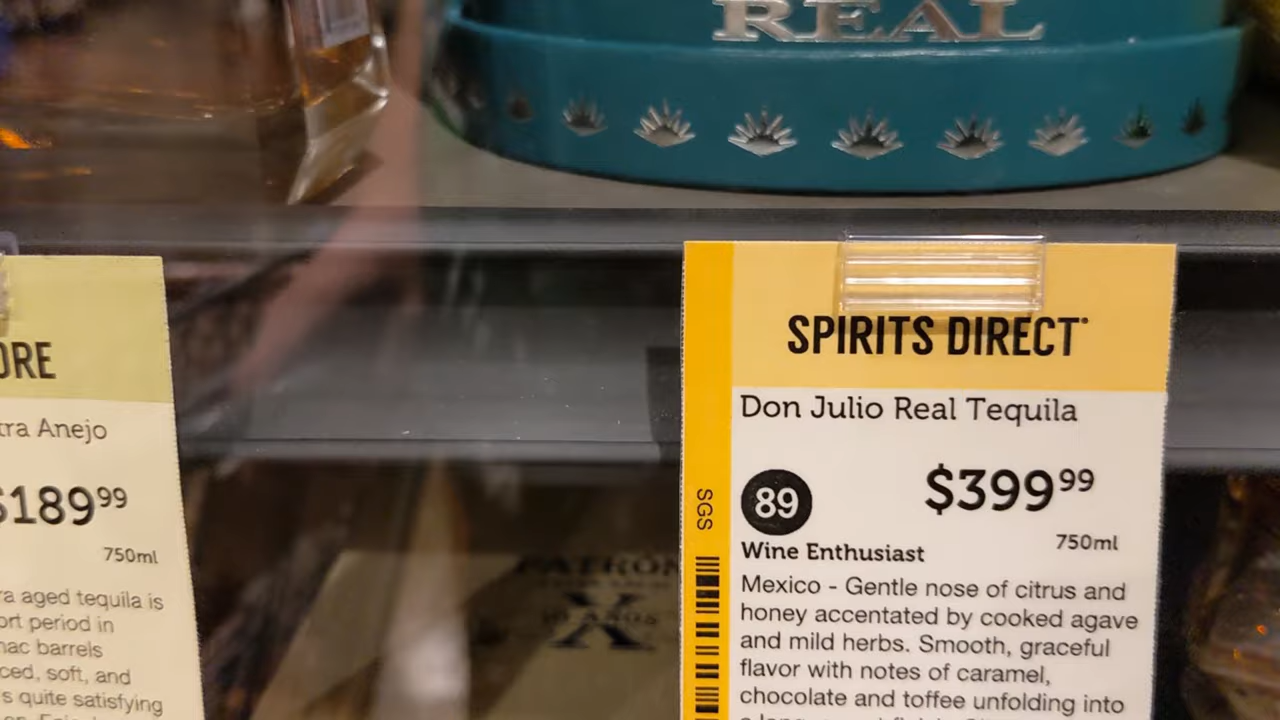 REAL
SPIRITS DIRECT
Don Julio Real Tequila
89
$399.99
750ml
Wine Enthusiast
Mexico - Gentle nose of citrus and
honey accentated by cooked agave
and mild herbs. Smooth, graceful
flavor with notes of caramel,
chocolate and toffee unfolding into
SGS
ORE
tra Anejo
$189.99
750ml
ra aged tequila is
ort period in
nac barrels
ced, soft, and
s quite satisfying
PATRÓN
X